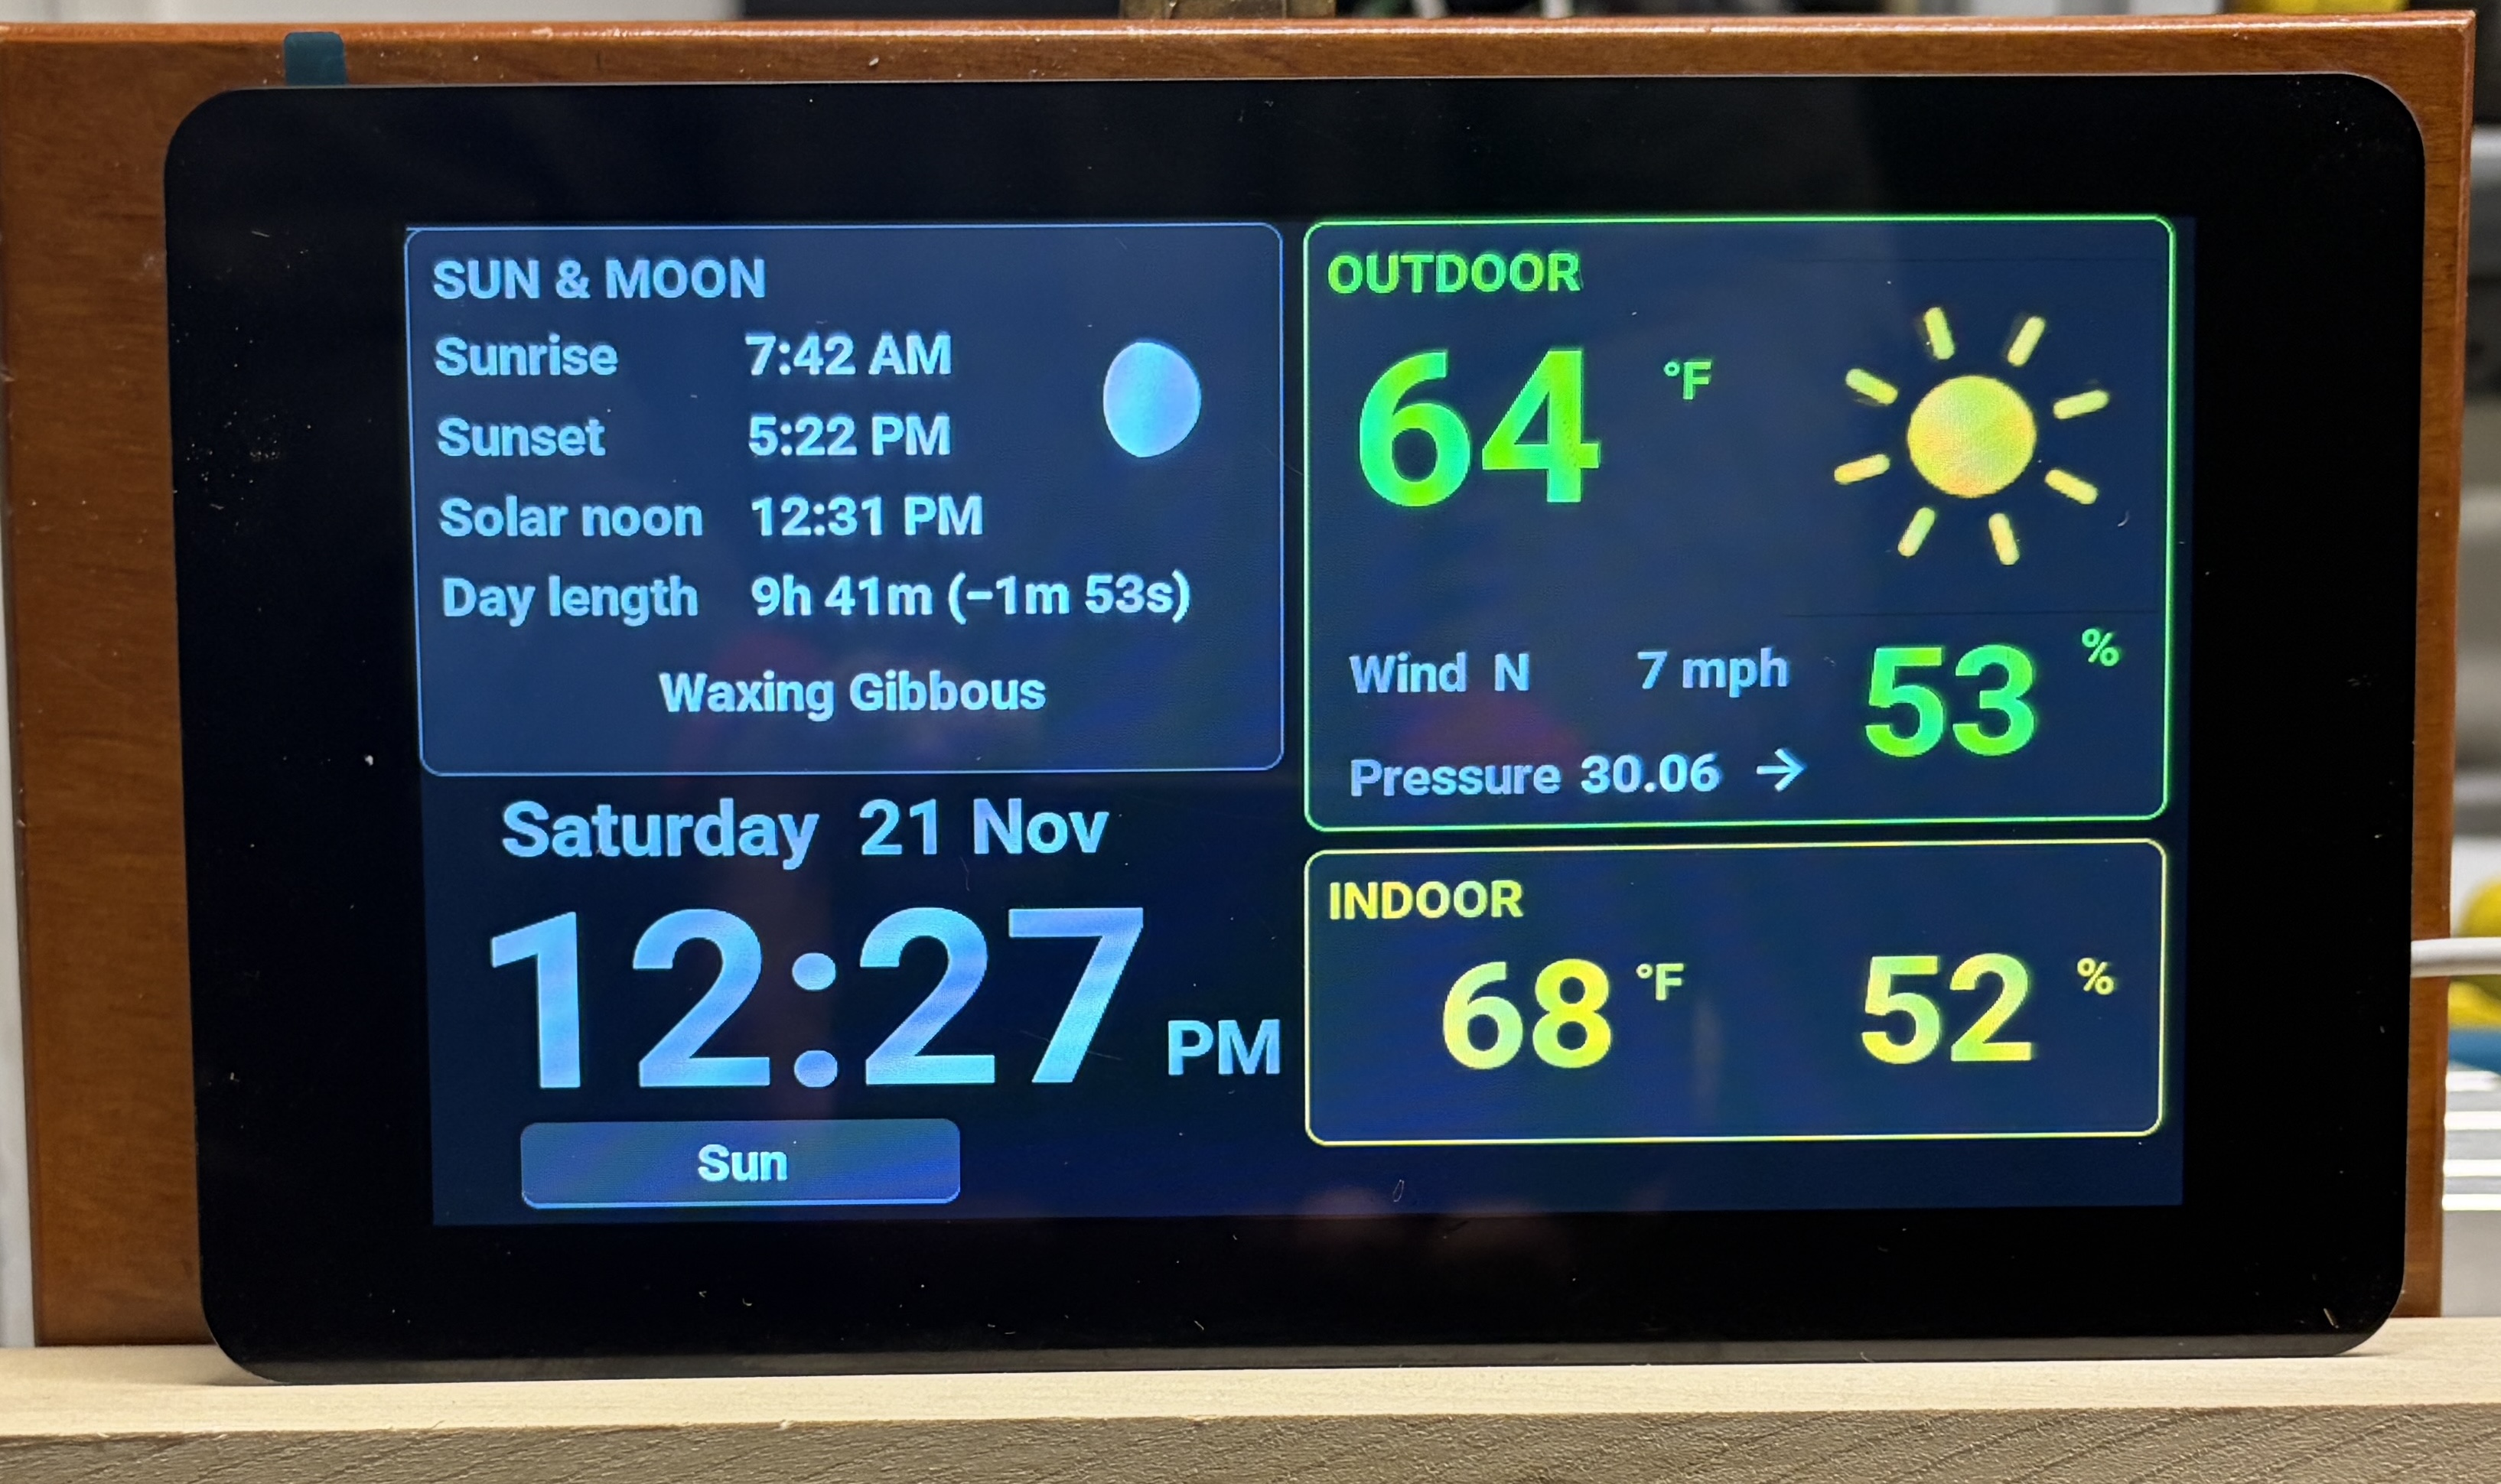 SUN & MOON
Sunrise 7:42 AM
Sunset 5:22 PM
Solar noon 12:31 PM
Day length 9h 41m (-1m 53s)
Waxing Gibbous
Saturday 21 Nov
12:27 PM
Sun
OUTDOOR
64 °F
Wind N 7 mph
53 %
Pressure 30.06 →
INDOOR
68 °F 52 %